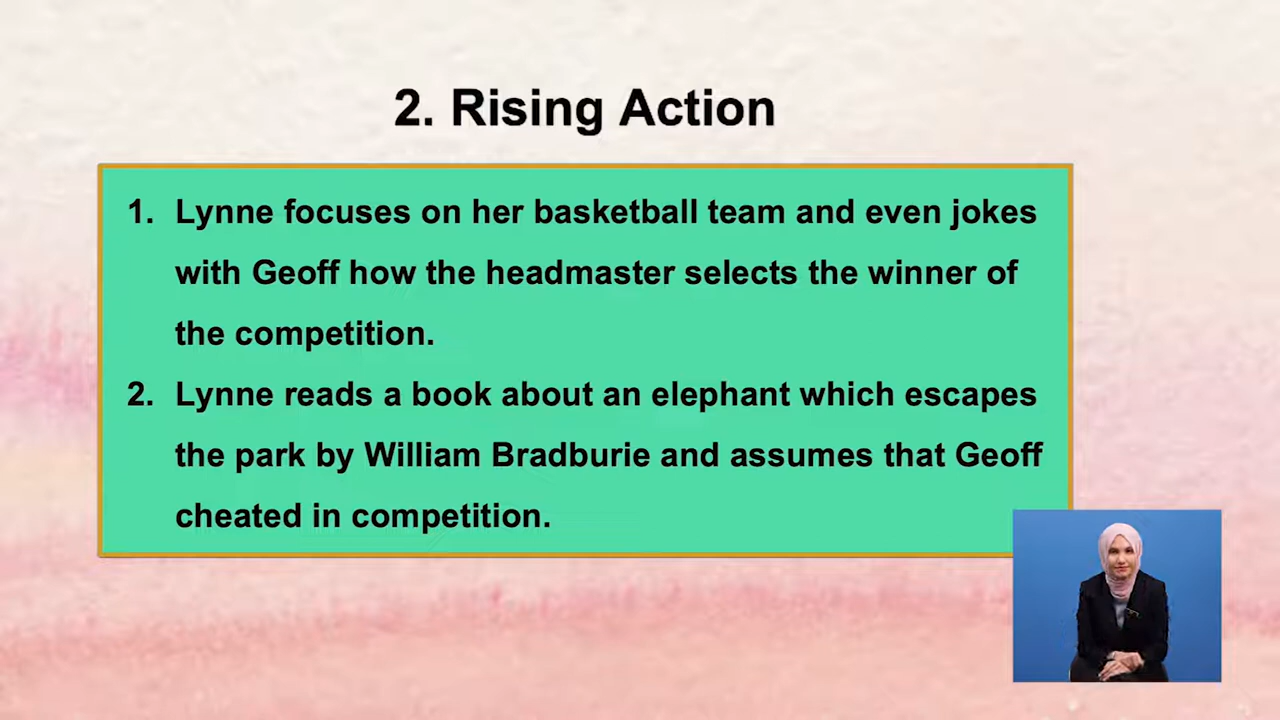 2. Rising Action
1. Lynne focuses on her basketball team and even jokes
with Geoff how the headmaster selects the winner of
the competition.
2. Lynne reads a book about an elephant which escapes
the park by William Bradburie and assumes that Geoff
cheated in competition.